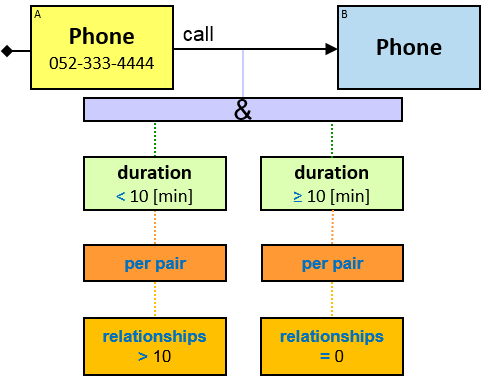 A
Phone
052-333-4444
call
B
Phone
&
duration
< 10 [min]
duration
≥ 10 [min]
per pair
per pair
relationships
> 10
relationships
= 0